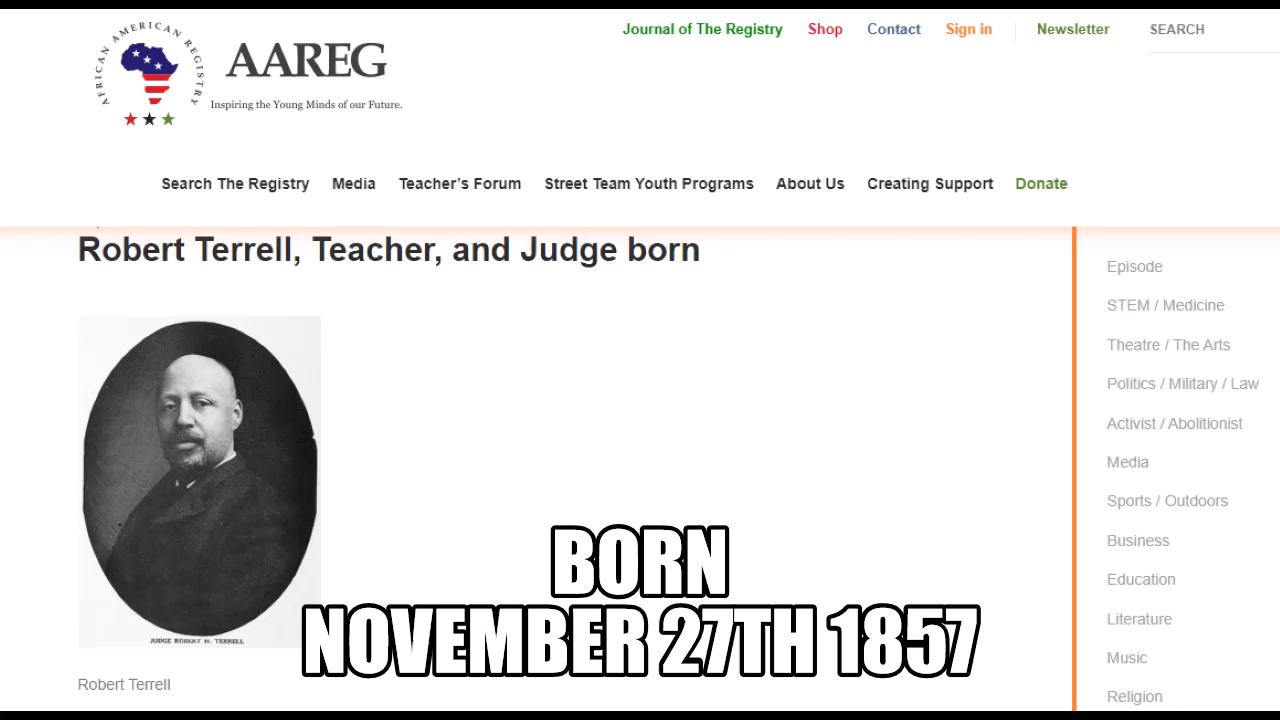 AFRICAN AMERICAN REGISTRY
AAREG
Inspiring the Young Minds of our Future.
Journal of The Registry Shop Contact Sign in Newsletter SEARCH
Search The Registry Media Teacher's Forum Street Team Youth Programs About Us Creating Support Donate
Robert Terrell, Teacher, and Judge born
JUDGE ROBERT H. TERRELL
Robert Terrell
BORN
NOVEMBER 27TH 1857
Episode
STEM / Medicine
Theatre / The Arts
Politics / Military / Law
Activist / Abolitionist
Media
Sports / Outdoors
Business
Education
Literature
Music
Religion